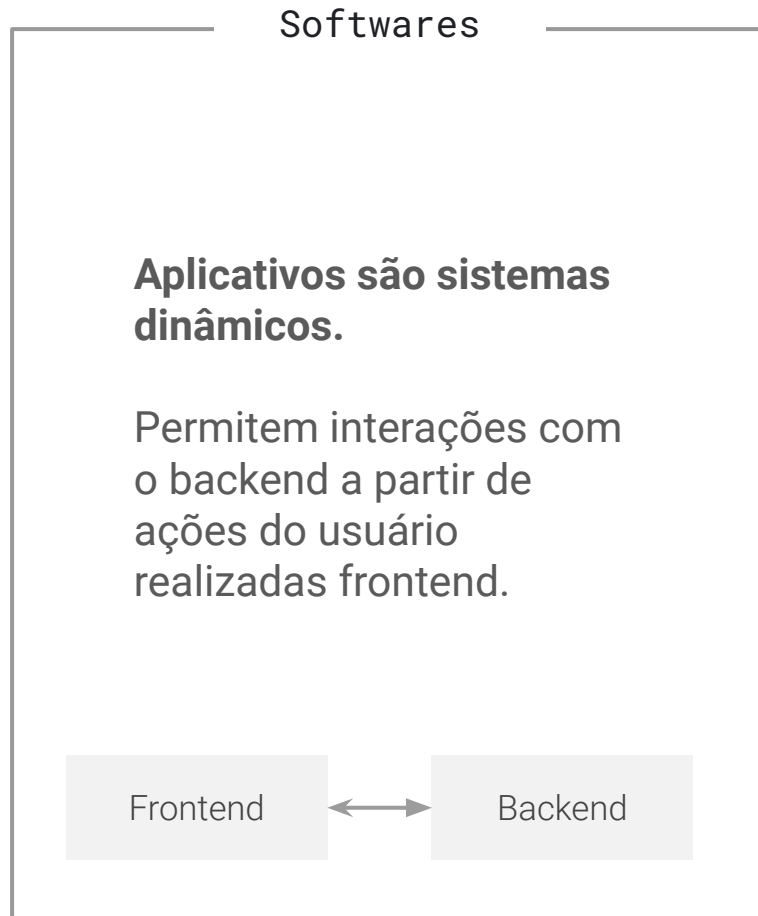 Softwares
Aplicativos são sistemas
dinâmicos.
Permitem interações com
o backend a partir de
ações do usuário
realizadas frontend.
Frontend
Backend